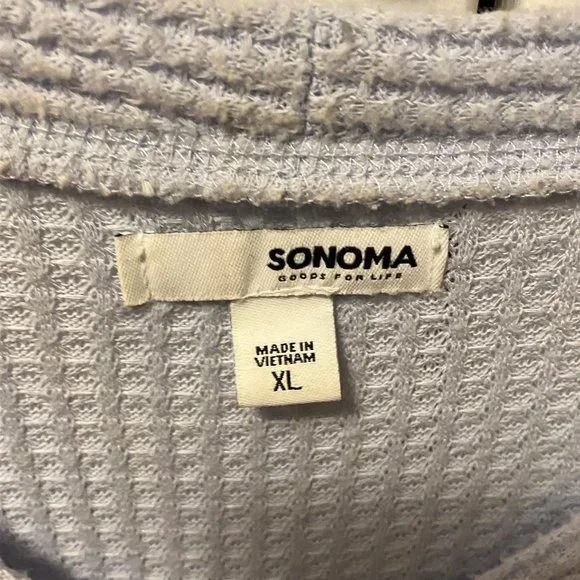 SONOMA
GOODS FOR LIFE
MADE IN
VIETNAM
XL